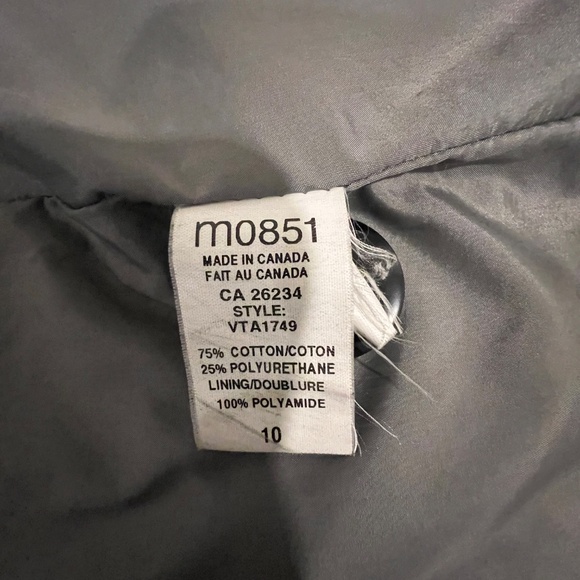 m0851
MADE IN CANADA
FAIT AU CANADA
CA 26234
STYLE:
VTA1749
75% COTTON/COTON
25% POLYURETHANE
LINING/DOUBLURE
100% POLYAMIDE
10